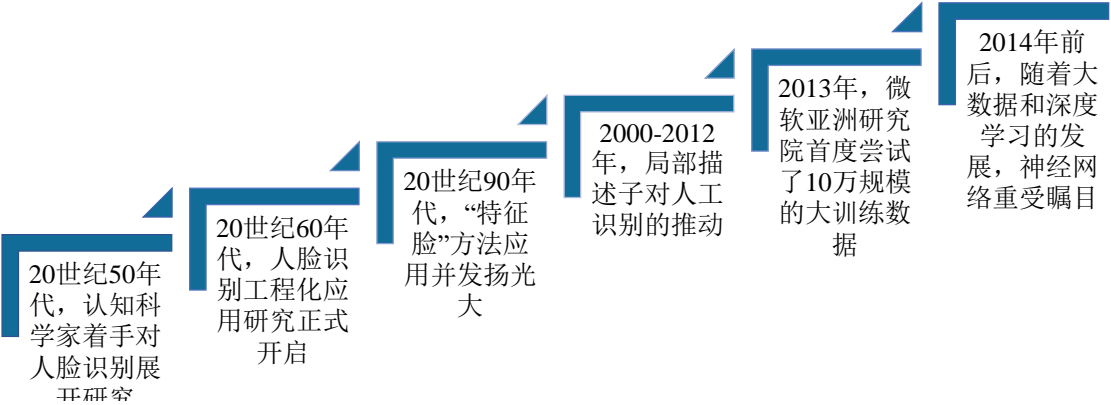 20世纪50年
代，认知科
学家着手对
人脸识别展
开研究
20世纪60年
代，人脸识
别工程化应
用研究正式
开启
20世纪90年
代，“特征
脸”方法应
用并发扬光
大
2000-2012
年，局部描
述子对人工
识别的推动
2013年，微
软亚洲研究
院首度尝试
了10万规模
的大训练数
据
2014年前
后，随着大
数据和深度
学习的发
展，神经网
络重受瞩目